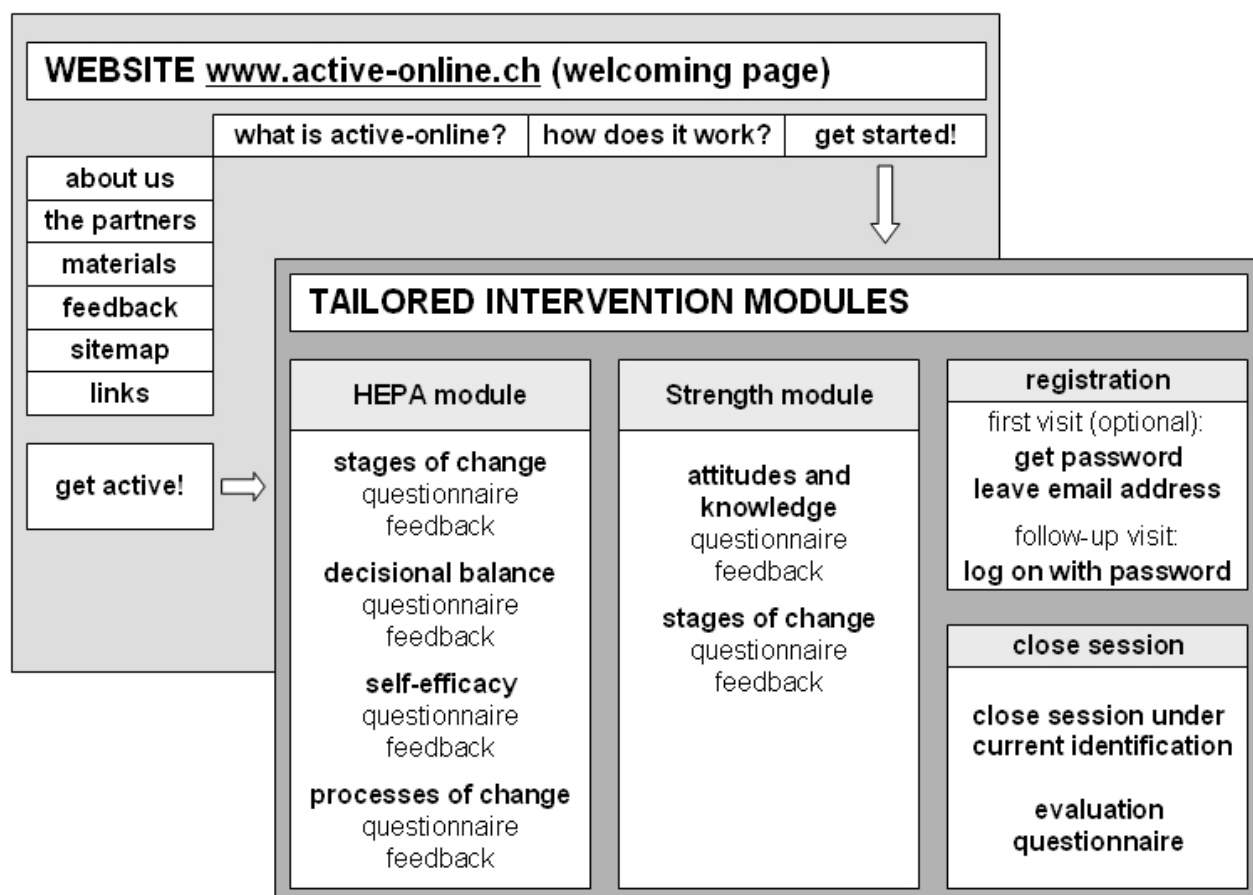 WEBSITE www.active-online.ch (welcoming page)
what is active-online?
how does it work?
get started!
about us
the partners
materials
feedback
sitemap
links
get active!
TAILORED INTERVENTION MODULES
HEPA module
stages of change
questionnaire
feedback
decisional balance
questionnaire
feedback
self-efficacy
questionnaire
feedback
processes of change
questionnaire
feedback
Strength module
attitudes and
knowledge
questionnaire
feedback
stages of change
questionnaire
feedback
registration
first visit (optional):
get password
leave email address
follow-up visit:
log on with password
close session
close session under
current identification
evaluation
questionnaire